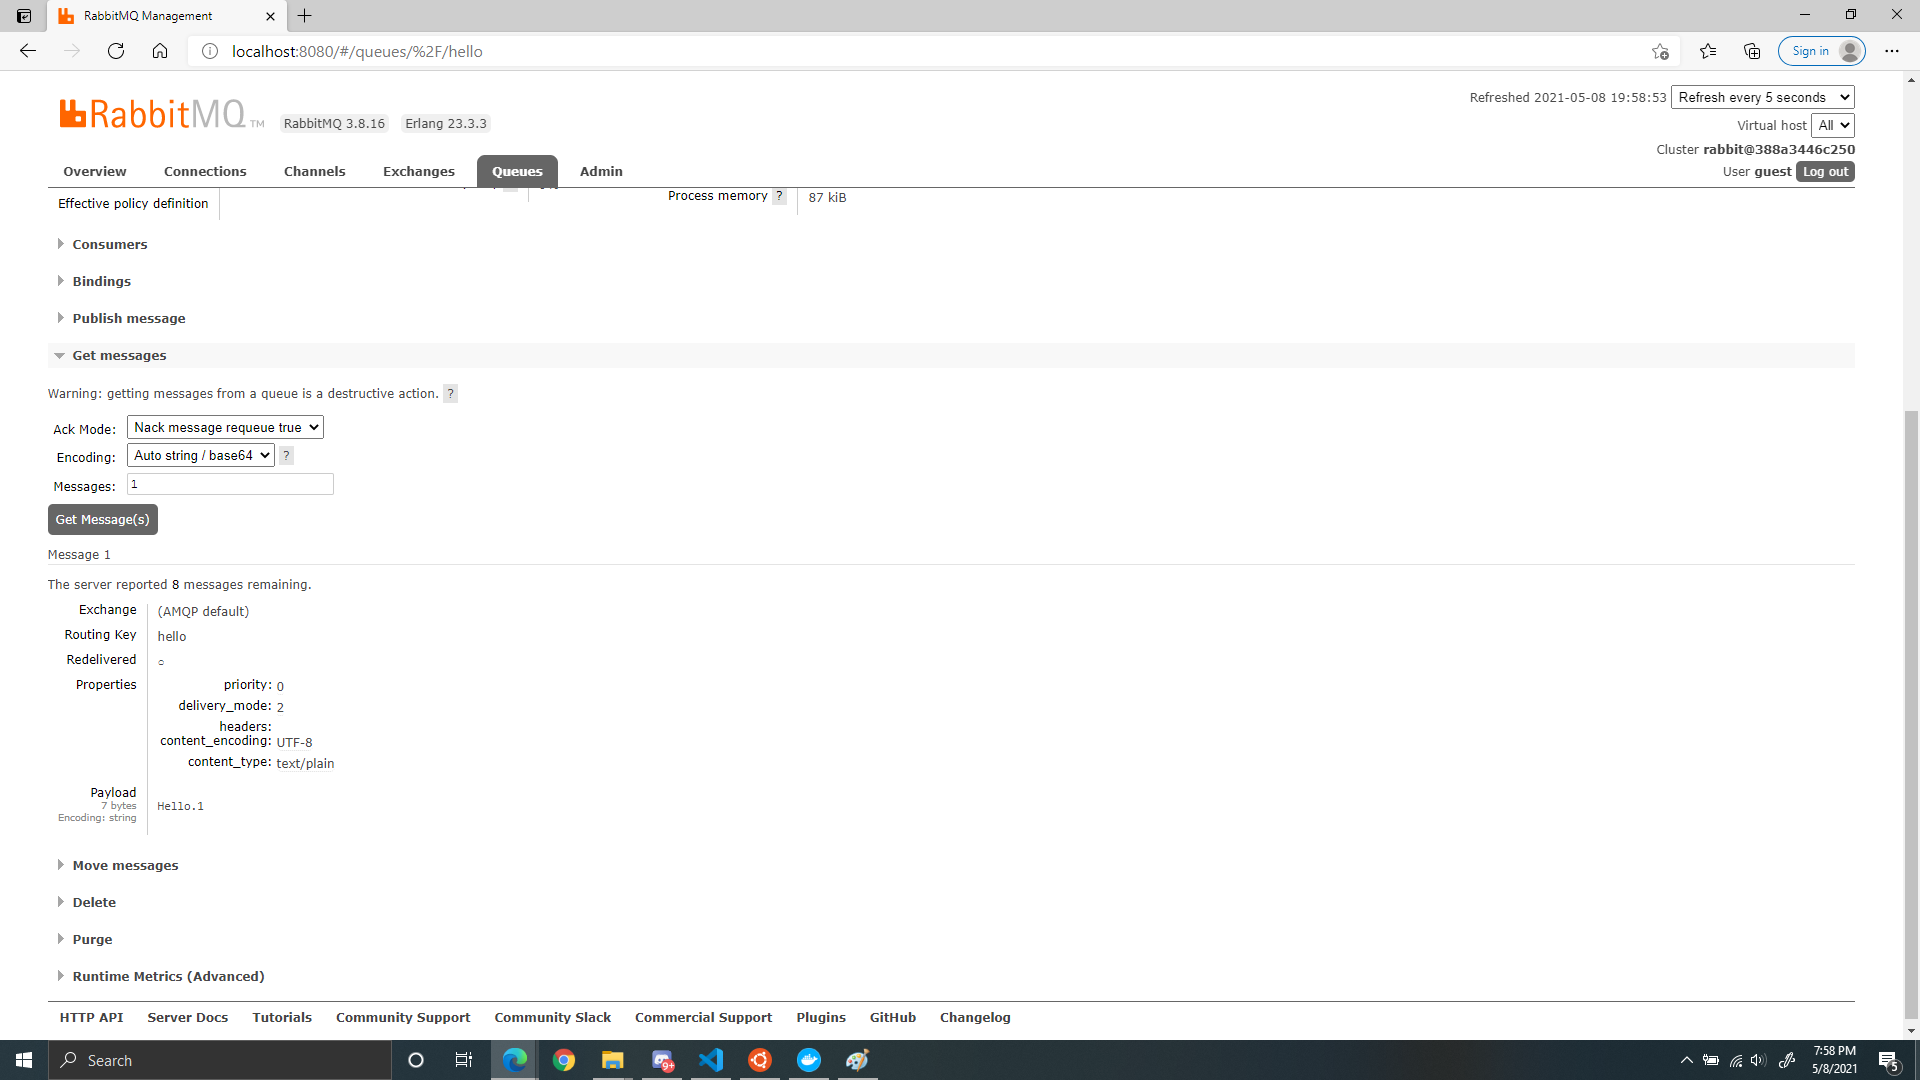 RabbitMQ Management
localhost:8080/#/queues/%2F/hello
Sign in
RabbitMQ TM
RabbitMQ 3.8.16 Erlang 23.3.3
Refreshed 2021-05-08 19:58:53 Refresh every 5 seconds
Virtual host All
Cluster rabbit@388a3446c250
User guest Log out
Overview Connections Channels Exchanges Queues Admin
Process memory ? 87 kiB
Effective policy definition
Consumers
Bindings
Publish message
Get messages
Warning: getting messages from a queue is a destructive action. ?
Ack Mode: Nack message requeue true
Encoding: Auto string / base64 ?
Messages: 1
Get Message(s)
Message 1
The server reported 8 messages remaining.
Exchange (AMQP default)
Routing Key hello
Redelivered ○
Properties priority: 0
delivery_mode: 2
headers:
content_encoding: UTF-8
content_type: text/plain
Payload
7 bytes
Encoding: string
Hello.1
Move messages
Delete
Purge
Runtime Metrics (Advanced)
HTTP API Server Docs Tutorials Community Support Community Slack Commercial Support Plugins GitHub Changelog
Search
9+
7:58 PM
5/8/2021
5